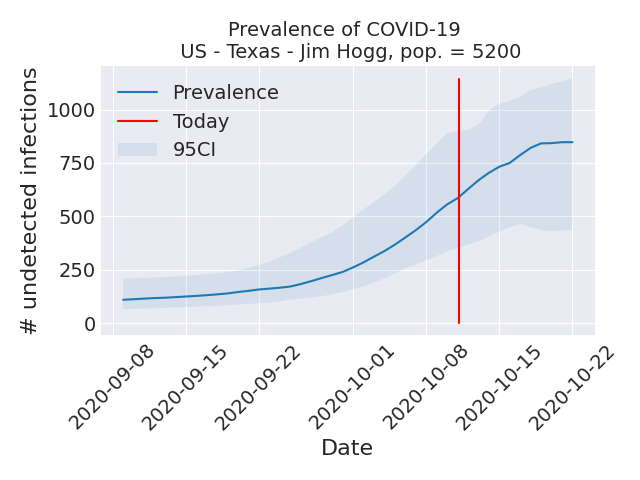 Prevalence of COVID-19
US - Texas - Jim Hogg, pop. = 5200
# undetected infections
1000
750
500
250
0
Prevalence
Today
95CI
2020-09-08
2020-09-15
2020-09-22
2020-10-01
2020-10-08
2020-10-15
2020-10-22
Date